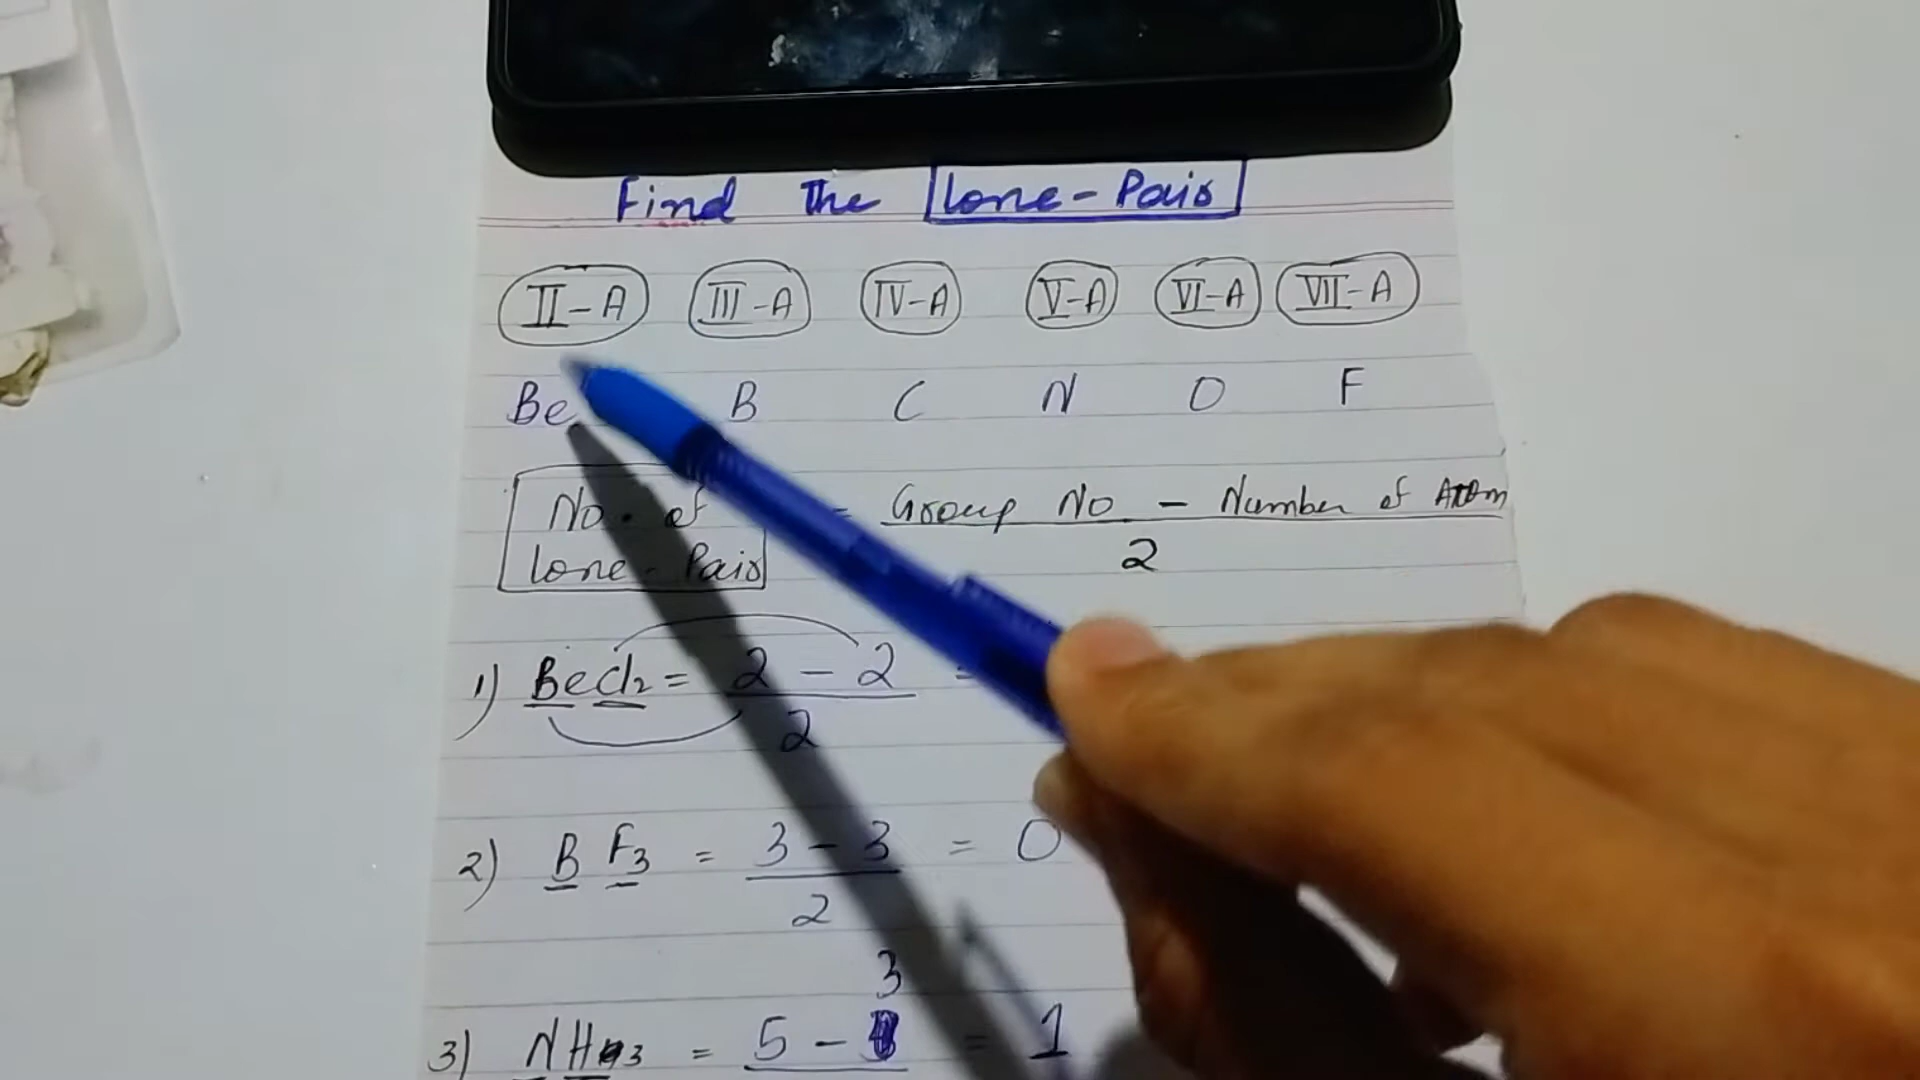 Find The Lone-Pair
II-A III-A IV-A V-A VI-A VII-A
Be B C N O F
No. of = Group No - Number of Atom
Lone-Pair 2
1) BeCl2 = 2 - 2 =
2
2) BF3 = 3 - 3 = 0
2
3
3) NH3 = 5 - = 1